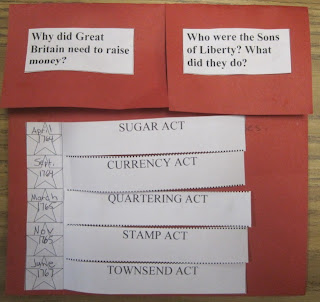 Why did Great
Britain need to raise
money?
Who were the Sons
of Liberty? What
did they do?
April
1764
SUGAR ACT
Sept.
1764
CURRENCY ACT
March
1765
QUARTERING ACT
Nov
1765
STAMP ACT
June
1767
TOWNSEND ACT